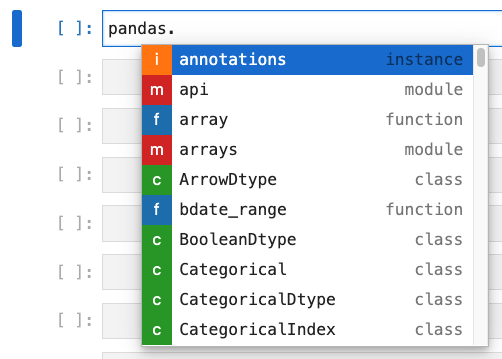 [ ]: pandas.
i annotations instance
[ ]: m api module
f array function
[ ]: m arrays module
[ ]: c ArrowDtype class
f bdate_range function
[ ]: c BooleanDtype class
[ ]: c Categorical class
c CategoricalDtype class
[ ]: c CategoricalIndex class